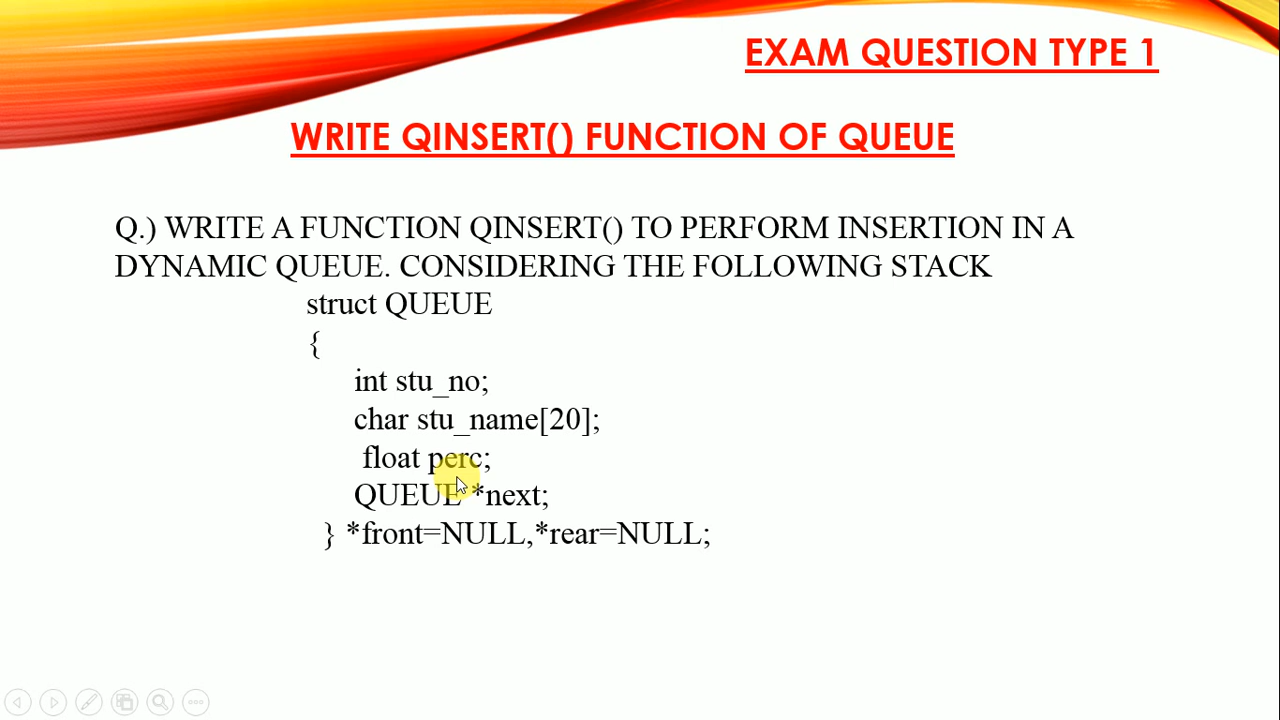 EXAM QUESTION TYPE 1
WRITE QINSERT() FUNCTION OF QUEUE
Q.) WRITE A FUNCTION QINSERT() TO PERFORM INSERTION IN A
DYNAMIC QUEUE. CONSIDERING THE FOLLOWING STACK
struct QUEUE
{
int stu_no;
char stu_name[20];
float perc;
QUEUE *next;
} *front=NULL,*rear=NULL;